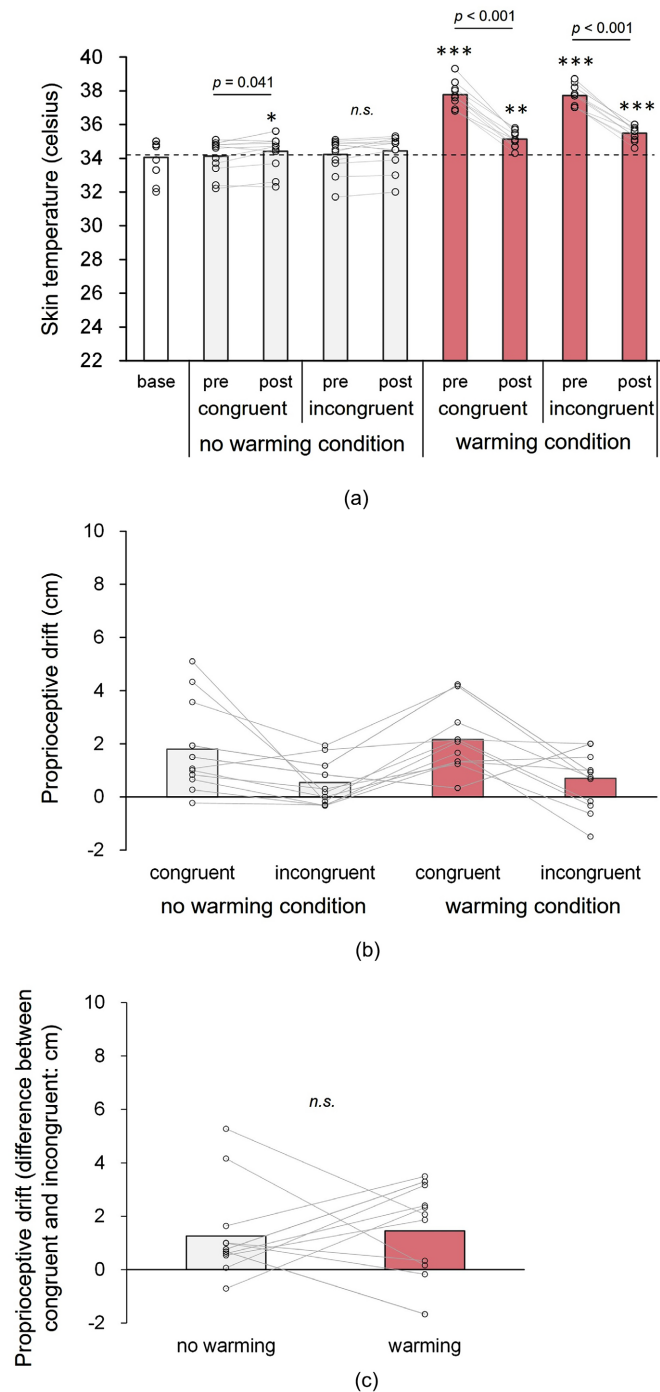 p < 0.001
p < 0.001
***
***
p = 0.041
*
n.s.
**
***
Skin temperature (celsius)
40
38
36
34
32
30
28
26
24
22
base
pre
post
pre
post
pre
post
pre
post
congruent
incongruent
congruent
incongruent
no warming condition
warming condition
(a)
Proprioceptive drift (cm)
10
8
6
4
2
0
-2
congruent
incongruent
congruent
incongruent
no warming condition
warming condition
(b)
Proprioceptive drift (difference between
congruent and incongruent: cm)
10
8
6
4
2
0
-2
n.s.
no warming
warming
(c)